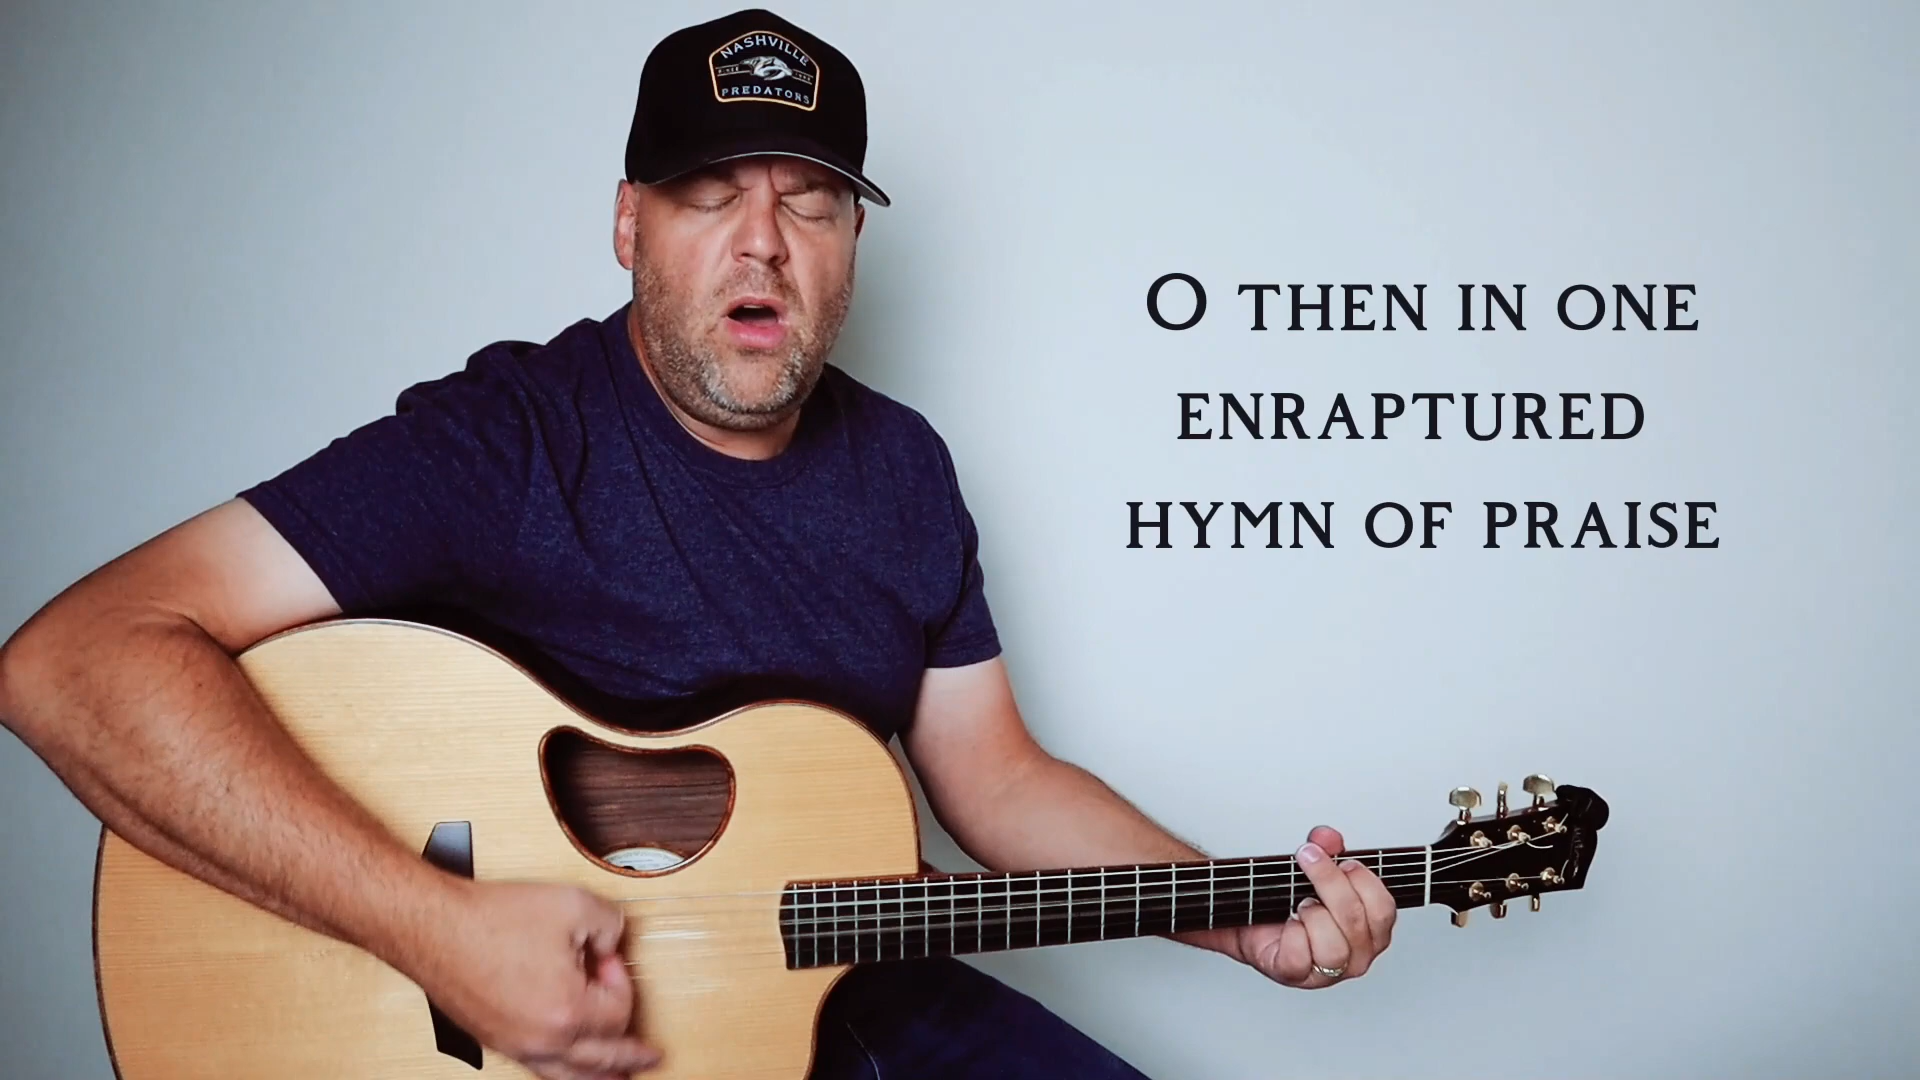 NASHVILLE
PREDATORS
O THEN IN ONE
ENRAPTURED
HYMN OF PRAISE